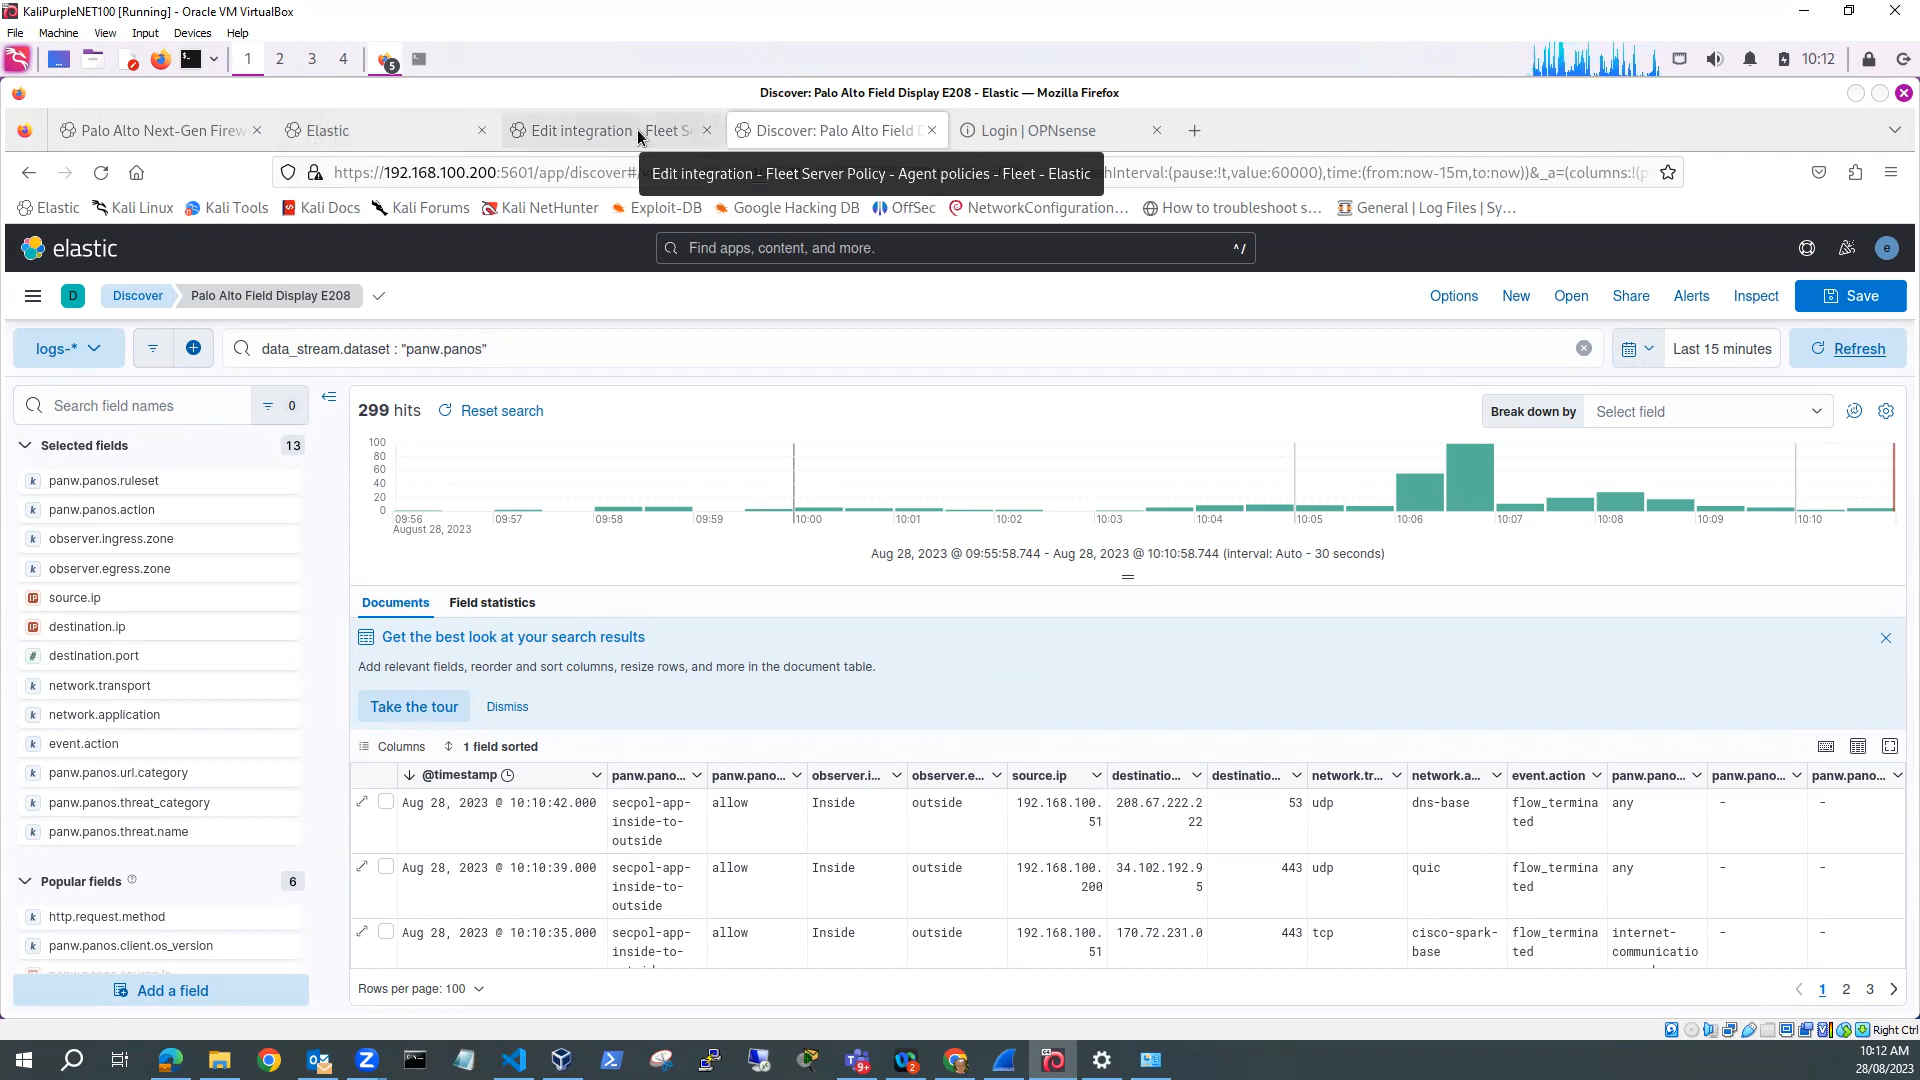 KaliPurpleNET100 [Running] - Oracle VM VirtualBox
File Machine View Input Devices Help
1 2 3 4 5 10:12
Discover: Palo Alto Field Display E208 - Elastic — Mozilla Firefox
Palo Alto Next-Gen Firew Elastic Edit integration - Fleet S Discover: Palo Alto Field D Login | OPNsense
https://192.168.100.200:5601/app/discover#/ hInterval:(pause:!t,value:60000),time:(from:now-15m,to:now))&_a=(columns:!(p
Edit integration - Fleet Server Policy - Agent policies - Fleet - Elastic
Elastic Kali Linux Kali Tools Kali Docs Kali Forums Kali NetHunter Exploit-DB Google Hacking DB OffSec NetworkConfiguration… How to troubleshoot s… General | Log Files | Sy…
elastic Find apps, content, and more. ^/ e
D Discover Palo Alto Field Display E208 Options New Open Share Alerts Inspect Save
logs-* data_stream.dataset : "panw.panos" Last 15 minutes Refresh
Search field names 0
299 hits Reset search Break down by Select field
Selected fields 13
panw.panos.ruleset
panw.panos.action
observer.ingress.zone
observer.egress.zone
source.ip
destination.ip
destination.port
network.transport
network.application
event.action
panw.panos.url.category
panw.panos.threat_category
panw.panos.threat.name
Popular fields 6
http.request.method
panw.panos.client.os_version
Add a field
100
80
60
40
20
0
09:56 09:57 09:58 09:59 10:00 10:01 10:02 10:03 10:04 10:05 10:06 10:07 10:08 10:09 10:10
August 28, 2023
Aug 28, 2023 @ 09:55:58.744 - Aug 28, 2023 @ 10:10:58.744 (interval: Auto - 30 seconds)
Documents Field statistics
Get the best look at your search results
Add relevant fields, reorder and sort columns, resize rows, and more in the document table.
Take the tour Dismiss
Columns 1 field sorted
@timestamp panw.pano... panw.pano... observer.i... observer.e... source.ip destinatio... destinatio... network.tr... network.a... event.action panw.pano... panw.pano... panw.pano...
Aug 28, 2023 @ 10:10:42.000 secpol-app- allow Inside outside 192.168.100. 208.67.222.2 53 udp dns-base flow_termina any - -
inside-to- 51 22 ted
outside
Aug 28, 2023 @ 10:10:39.000 secpol-app- allow Inside outside 192.168.100. 34.102.192.9 443 udp quic flow_termina any - -
inside-to- 200 5 ted
outside
Aug 28, 2023 @ 10:10:35.000 secpol-app- allow Inside outside 192.168.100. 170.72.231.0 443 tcp cisco-spark- flow_termina internet- - -
inside-to- 51 base ted communicatio
Rows per page: 100 1 2 3
Right Ctrl
9+ 2
10:12 AM
28/08/2023